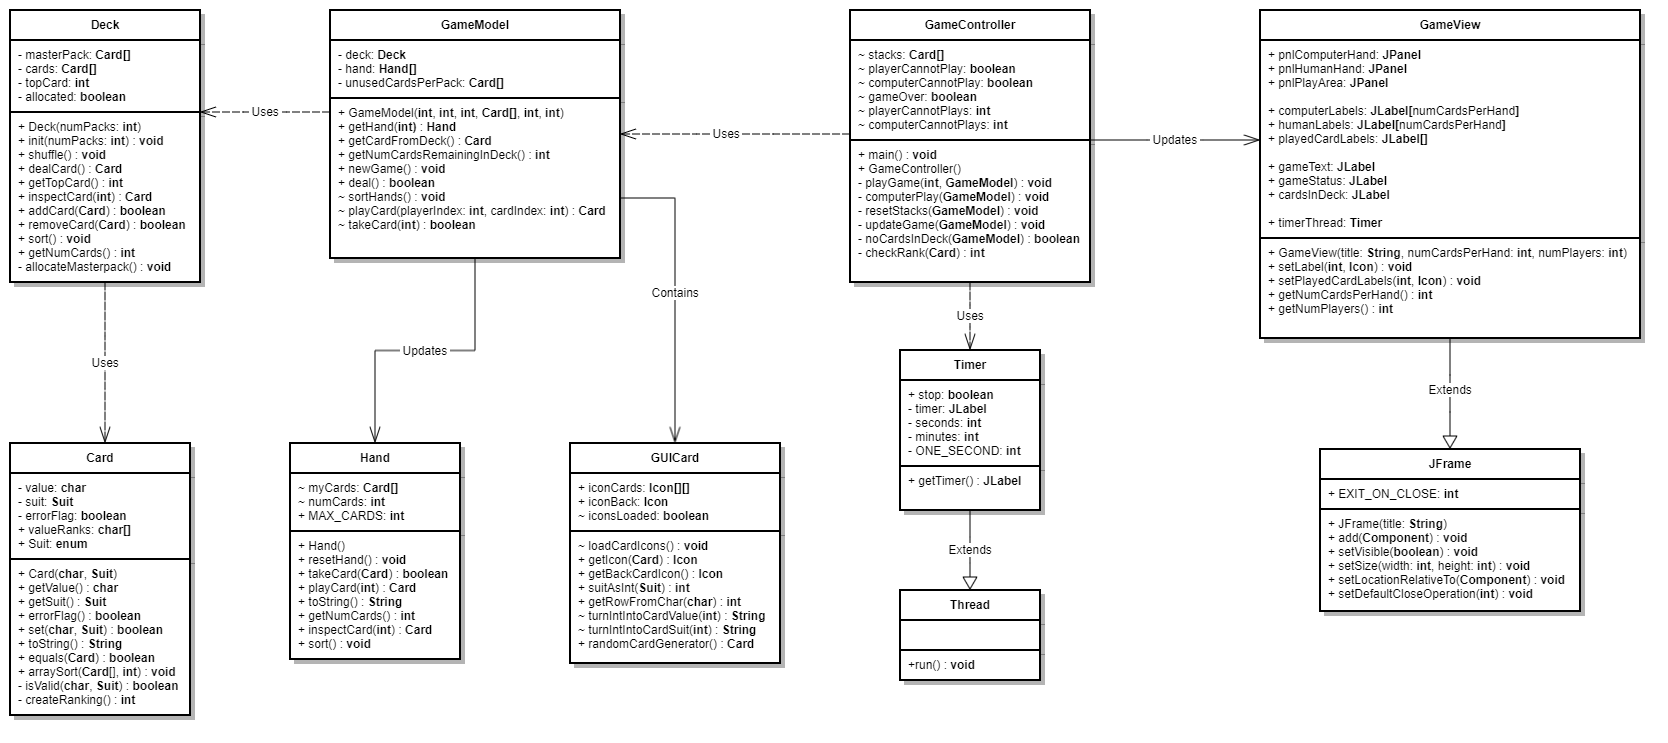 Deck
- masterPack: Card[]
- cards: Card[]
- topCard: int
- allocated: boolean
+ Deck(numPacks: int)
+ init(numPacks: int) : void
+ shuffle() : void
+ dealCard() : Card
+ getTopCard() : int
+ inspectCard(int) : Card
+ addCard(Card) : boolean
+ removeCard(Card) : boolean
+ sort() : void
+ getNumCards() : int
- allocateMasterpack() : void
Uses
GameModel
- deck: Deck
- hand: Hand[]
- unusedCardsPerPack: Card[]
+ GameModel(int, int, int, Card[], int, int)
+ getHand(int) : Hand
+ getCardFromDeck() : Card
+ getNumCardsRemainingInDeck() : int
+ newGame() : void
+ deal() : boolean
~ sortHands() : void
~ playCard(playerIndex: int, cardIndex: int) : Card
~ takeCard(int) : boolean
Uses
GameController
~ stacks: Card[]
~ playerCannotPlay: boolean
~ computerCannotPlay: boolean
~ gameOver: boolean
~ playerCannotPlays: int
~ computerCannotPlays: int
+ main() : void
+ GameController()
- playGame(int, GameModel) : void
- computerPlay(GameModel) : void
- resetStacks(GameModel) : void
- updateGame(GameModel) : void
- noCardsInDeck(GameModel) : boolean
- checkRank(Card) : int
Updates
GameView
+ pnlComputerHand: JPanel
+ pnlHumanHand: JPanel
+ pnlPlayArea: JPanel
+ computerLabels: JLabel[numCardsPerHand]
+ humanLabels: JLabel[numCardsPerHand]
+ playedCardLabels: JLabel[]
+ gameText: JLabel
+ gameStatus: JLabel
+ cardsInDeck: JLabel
+ timerThread: Timer
+ GameView(title: String, numCardsPerHand: int, numPlayers: int)
+ setLabel(int, Icon) : void
+ setPlayedCardLabels(int, Icon) : void
+ getNumCardsPerHand() : int
+ getNumPlayers() : int
Uses
Updates
Contains
Uses
Extends
Card
- value: char
- suit: Suit
- errorFlag: boolean
+ valueRanks: char[]
+ Suit: enum
+ Card(char, Suit)
+ getValue() : char
+ getSuit() : Suit
+ errorFlag() : boolean
+ set(char, Suit) : boolean
+ toString() : String
+ equals(Card) : boolean
+ arraySort(Card[], int) : void
- isValid(char, Suit) : boolean
- createRanking() : int
Hand
~ myCards: Card[]
~ numCards: int
+ MAX_CARDS: int
+ Hand()
+ resetHand() : void
+ takeCard(Card) : boolean
+ playCard(int) : Card
+ toString() : String
+ getNumCards() : int
+ inspectCard(int) : Card
+ sort() : void
GUICard
+ iconCards: Icon[][]
+ iconBack: Icon
~ iconsLoaded: boolean
~ loadCardIcons() : void
+ getIcon(Card) : Icon
+ getBackCardIcon() : Icon
+ suitAsInt(Suit) : int
+ getRowFromChar(char) : int
~ turnIntIntoCardValue(int) : String
~ turnIntIntoCardSuit(int) : String
+ randomCardGenerator() : Card
Timer
+ stop: boolean
- timer: JLabel
- seconds: int
- minutes: int
- ONE_SECOND: int
+ getTimer() : JLabel
Extends
Thread
+run() : void
JFrame
+ EXIT_ON_CLOSE: int
+ JFrame(title: String)
+ add(Component) : void
+ setVisible(boolean) : void
+ setSize(width: int, height: int) : void
+ setLocationRelativeTo(Component) : void
+ setDefaultCloseOperation(int) : void